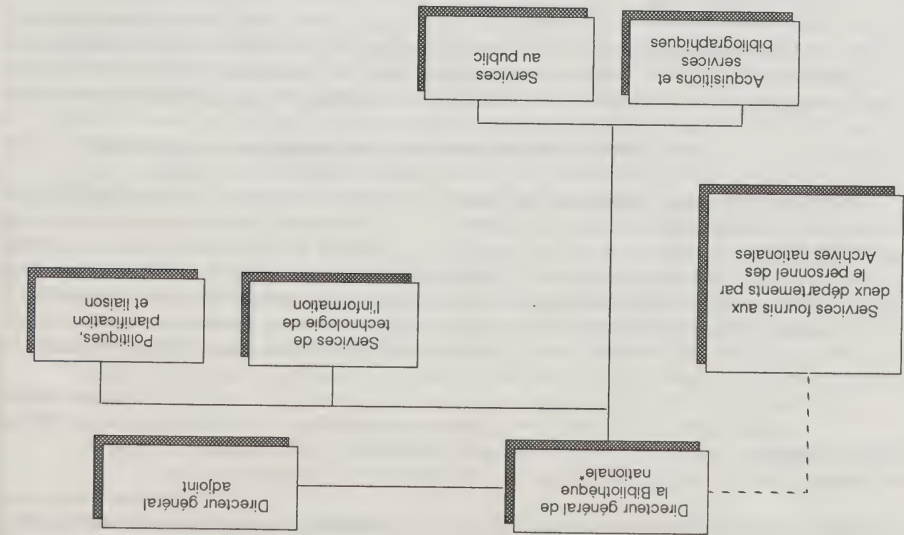 Directeur général de
la Bibliothèque
nationale*
Directeur général
adjoint
Services fournis aux
deux départements par
le personnel des
Archives nationales
Services de
technologie de
l'information
Politiques,
planification
et liaison
Acquisitions et
services
bibliographiques
Services
au public